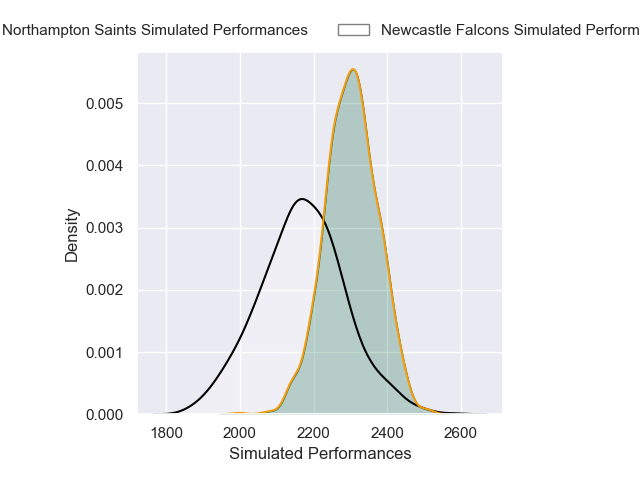 Northampton Saints Simulated Performances
Newcastle Falcons Simulated Perform
0.005
0.004
0.003
0.002
0.001
0.000
Density
1800 2000 2200 2400 2600
Simulated Performances